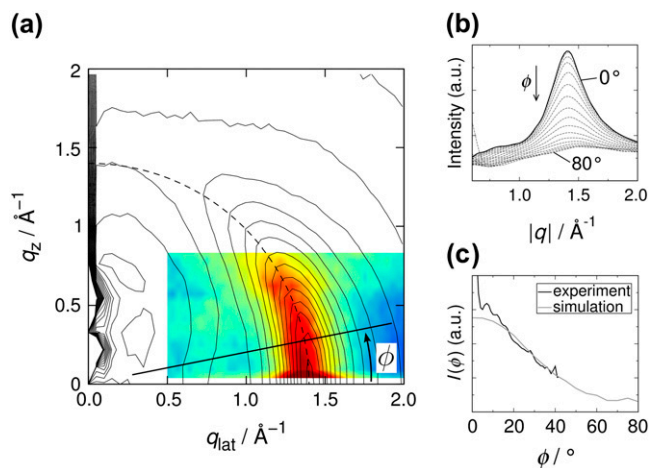 (a)
2
1.5
1
0.5
0
0.0
0.5
1.0
1.5
2.0
q_z / Å⁻¹
q_lat / Å⁻¹
ϕ
(b)
Intensity (a.u.)
ϕ
0°
80°
1.0
1.5
2.0
|q| / Å⁻¹
(c)
I(ϕ) (a.u.)
experiment
simulation
0
20
40
60
80
ϕ / °